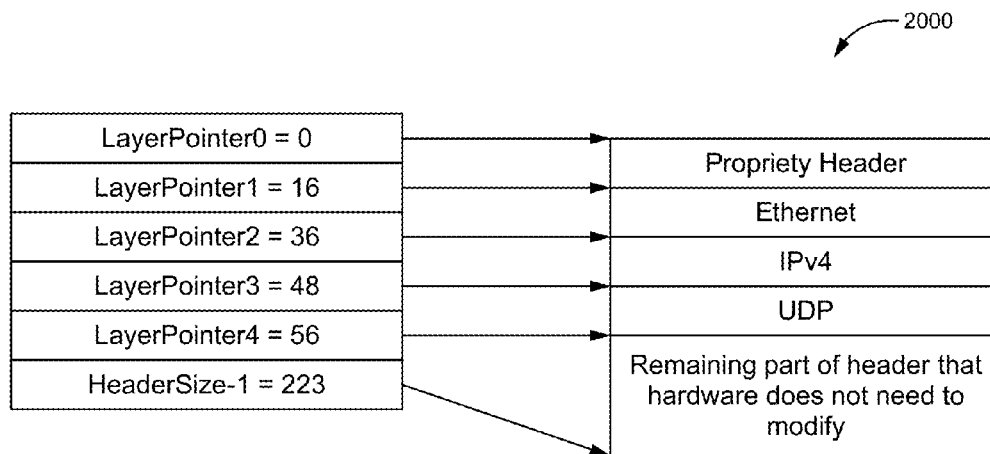 2000
LayerPointer0 = 0
LayerPointer1 = 16
LayerPointer2 = 36
LayerPointer3 = 48
LayerPointer4 = 56
HeaderSize-1 = 223
Propriety Header
Ethernet
IPv4
UDP
Remaining part of header that
hardware does not need to
modify